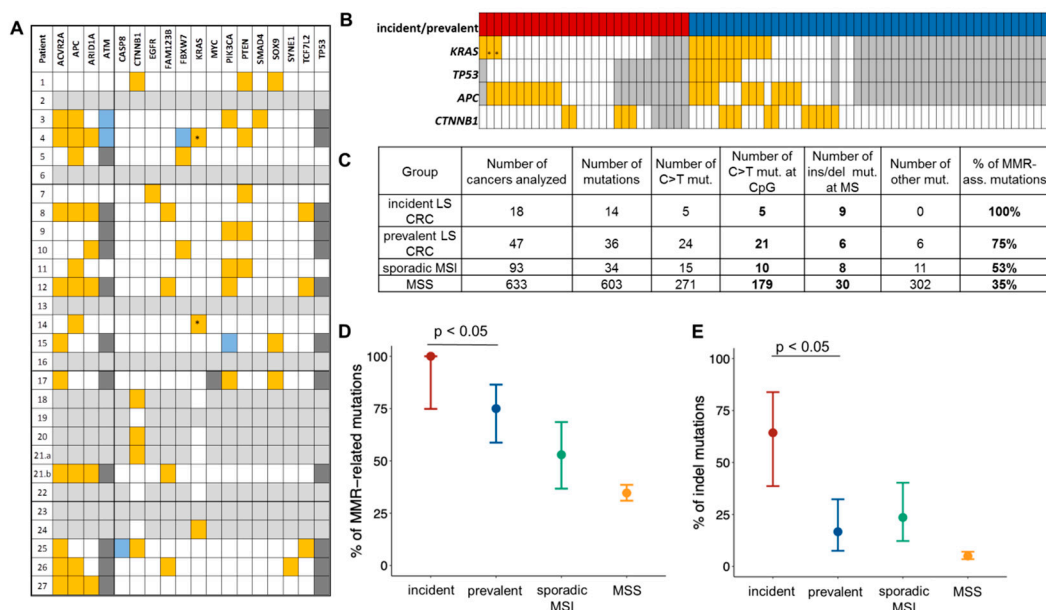 A
Patient
ACVR2A
APC
ARID1A
ATM
CASP8
CTNNB1
EGFR
FAM123B
FBXW7
KRAS
MYC
PIK3CA
PTEN
SMAD4
SOX9
SYNE1
TCF7L2
TP53
1
2
3
4 *
5
6
7
8
9
10
11
12
13
14 *
15
16
17
18
19
20
21.a
21.b
22
23
24
25
26
27
B
incident/prevalent
KRAS * *
TP53
APC
CTNNB1
C
Group
Number of
cancers analyzed
Number of
mutations
Number of
C>T mut.
Number of
C>T mut. at
CpG
Number of
ins/del mut.
at MS
Number of
other mut.
% of MMR-
ass. mutations
incident LS
CRC
18 14 5 5 9 0 100%
prevalent LS
CRC
47 36 24 21 6 6 75%
sporadic MSI 93 34 15 10 8 11 53%
MSS 633 603 271 179 30 302 35%
D
p < 0.05
% of MMR−related mutations
100
75
50
25
0
incident prevalent sporadic MSS
MSI
E
p < 0.05
% of indel mutations
100
75
50
25
0
incident prevalent sporadic MSS
MSI